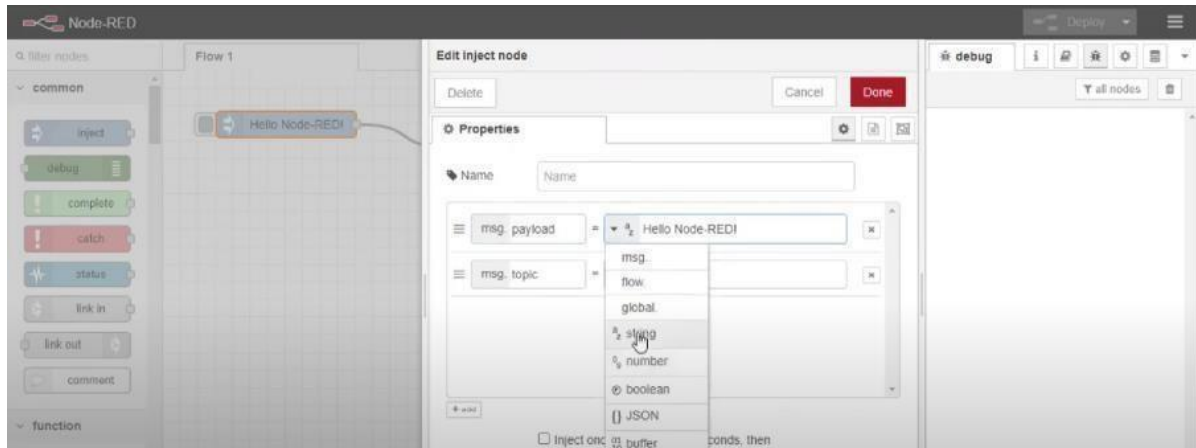 Node-RED
Deploy
filter nodes
common
inject
debug
complete
catch
status
link in
link out
comment
function
Flow 1
Hello Node-RED!
Edit inject node
Delete
Cancel
Done
Properties
Name
Name
msg. payload
=
Hello Node-RED!
msg. topic
=
msg.
flow.
global.
string
number
boolean
{} JSON
buffer
+ add
Inject once
conds, then
debug
all nodes